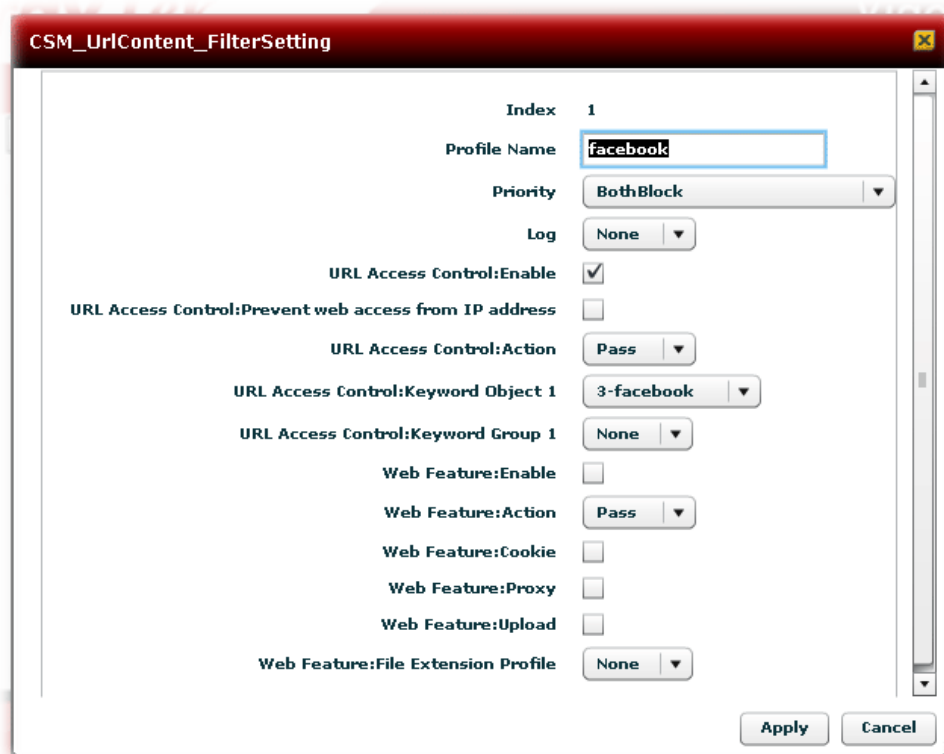 CSM_UrlContent_FilterSetting
Index 1
Profile Name facebook
Priority BothBlock
Log None
URL Access Control:Enable
URL Access Control:Prevent web access from IP address
URL Access Control:Action Pass
URL Access Control:Keyword Object 1 3-facebook
URL Access Control:Keyword Group 1 None
Web Feature:Enable
Web Feature:Action Pass
Web Feature:Cookie
Web Feature:Proxy
Web Feature:Upload
Web Feature:File Extension Profile None
Apply Cancel